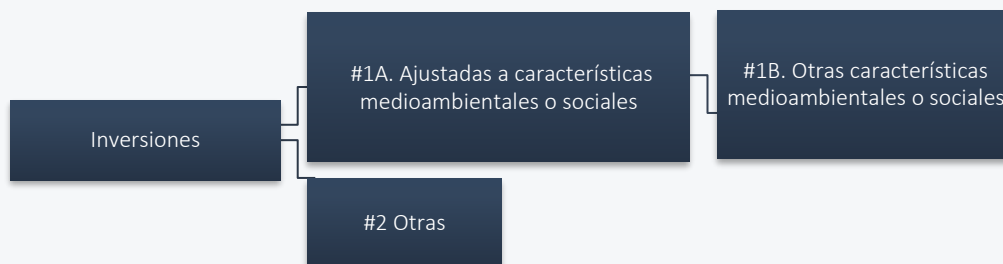 Inversiones
#1A. Ajustadas a características
medioambientales o sociales
#1B. Otras características
medioambientales o sociales
#2 Otras